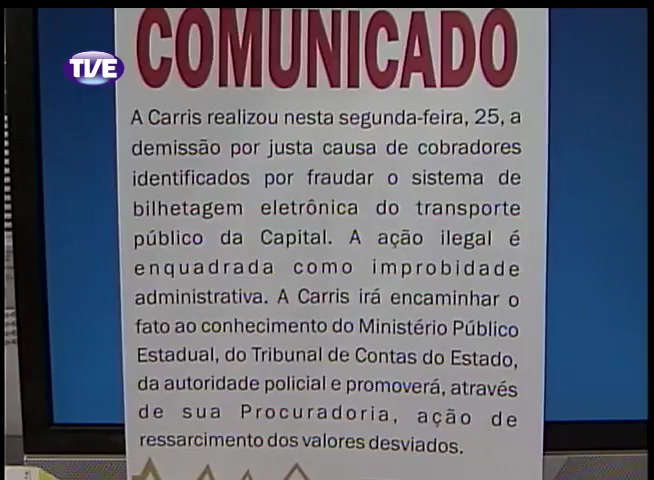 COMUNICADO
TVE
A Carris realizou nesta segunda-feira, 25, a
demissão por justa causa de cobradores
identificados por fraudar o sistema de
bilhetagem eletrônica do transporte
público da Capital. A ação ilegal é
enquadrada como improbidade
administrativa. A Carris irá encaminhar o
fato ao conhecimento do Ministério Público
Estadual, do Tribunal de Contas do Estado,
da autoridade policial e promoverá, através
de sua Procuradoria, ação de
ressarcimento dos valores desviados.